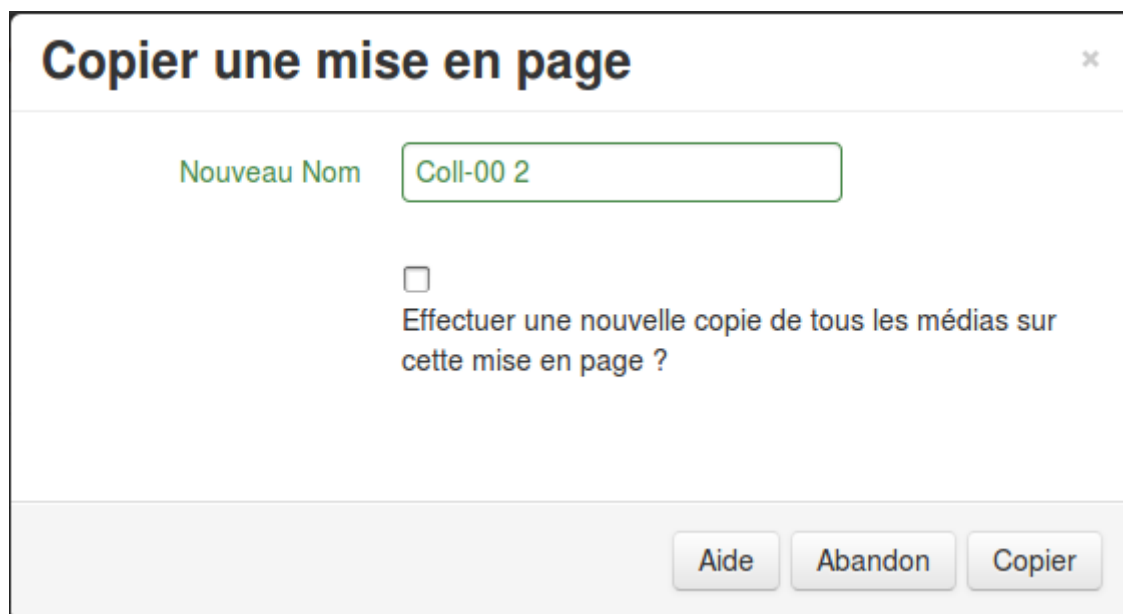 Copier une mise en page
×
Nouveau Nom
Coll-00 2
Effectuer une nouvelle copie de tous les médias sur
cette mise en page ?
Aide
Abandon
Copier